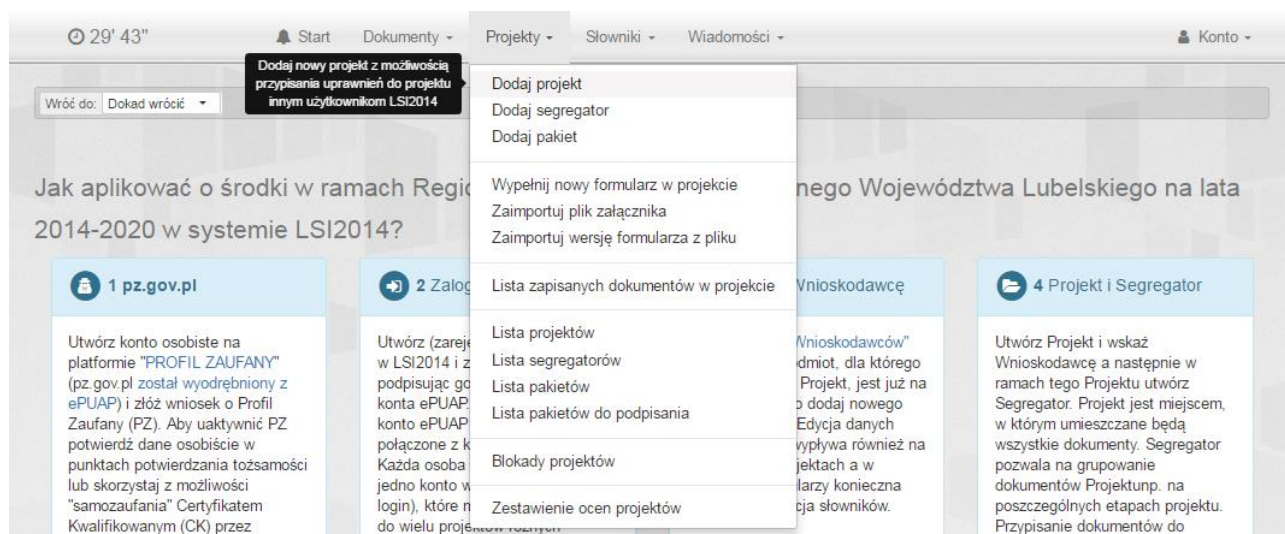 29' 43" Start Dokumenty Projekty Słowniki Wiadomości Konto
Dodaj nowy projekt z możliwością
przypisania uprawnień do projektu
innym użytkownikom LSI2014
Wróć do: Dokad wrócić
Dodaj projekt
Dodaj segregator
Dodaj pakiet
Wypełnij nowy formularz w projekcie
Zaimportuj plik załącznika
Zaimportuj wersję formularza z pliku
Lista zapisanych dokumentów w projekcie
Lista projektów
Lista segregatorów
Lista pakietów
Lista pakietów do podpisania
Blokady projektów
Zestawienie ocen projektów
Jak aplikować o środki w ramach Regio nego Województwa Lubelskiego na lata
2014-2020 w systemie LSI2014?
1 pz.gov.pl
Utwórz konto osobiste na
platformie "PROFIL ZAUFANY"
(pz.gov.pl został wyodrębniony z
ePUAP) i złóż wniosek o Profil
Zaufany (PZ). Aby uaktywnić PZ
potwierdź dane osobiście w
punktach potwierdzania tożsamości
lub skorzystaj z możliwości
"samozaufania" Certyfikatem
Kwalifikowanym (CK) przez
2 Zalog
Utwórz (zareje
w LSI2014 i z
podpisując go
konta ePUAP.
konto ePUAP
połączone z k
Każda osoba
jedno konto w
login), które m
do wielu projektów różnych
Wnioskodawcę
Wnioskodawców"
odmiot, dla którego
Projekt, jest już na
o dodaj nowego
Edycja danych
wypływa również na
jektach a w
larzy konieczna
cja słowników.
4 Projekt i Segregator
Utwórz Projekt i wskaż
Wnioskodawcę a następnie w
ramach tego Projektu utwórz
Segregator. Projekt jest miejscem,
w którym umieszczane będą
wszystkie dokumenty. Segregator
pozwala na grupowanie
dokumentów Projektunp. na
poszczególnych etapach projektu.
Przypisanie dokumentów do